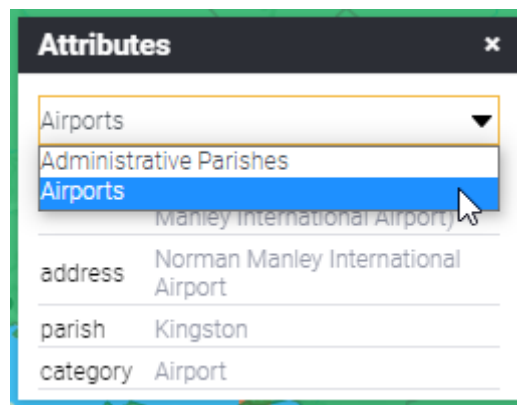 Attributes ×
Airports
Administrative Parishes
Airports
Manley International Airport)
address Norman Manley International
Airport
parish Kingston
category Airport